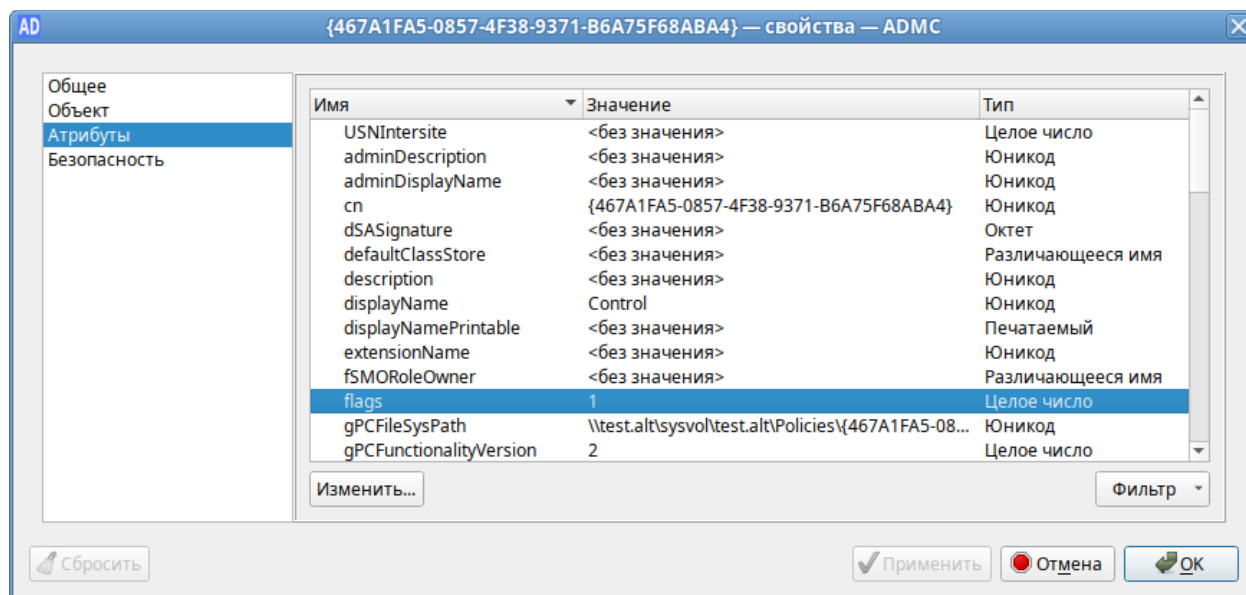 AD {467A1FA5-0857-4F38-9371-B6A75F68ABA4} — свойства — ADMC
Общее
Объект
Атрибуты
Безопасность
Имя Значение Тип
USNIntersite <без значения> Целое число
adminDescription <без значения> Юникод
adminDisplayName <без значения> Юникод
cn {467A1FA5-0857-4F38-9371-B6A75F68ABA4} Юникод
dSASignature <без значения> Октет
defaultClassStore <без значения> Различающееся имя
description <без значения> Юникод
displayName Control Юникод
displayNamePrintable <без значения> Печатаемый
extensionName <без значения> Юникод
fSMORoleOwner <без значения> Различающееся имя
flags 1 Целое число
gPCFileSysPath \\test.alt\sysvol\test.alt\Policies\{467A1FA5-08... Юникод
gPCFunctionalityVersion 2 Целое число
Изменить... Фильтр
Сбросить Применить Отмена OK